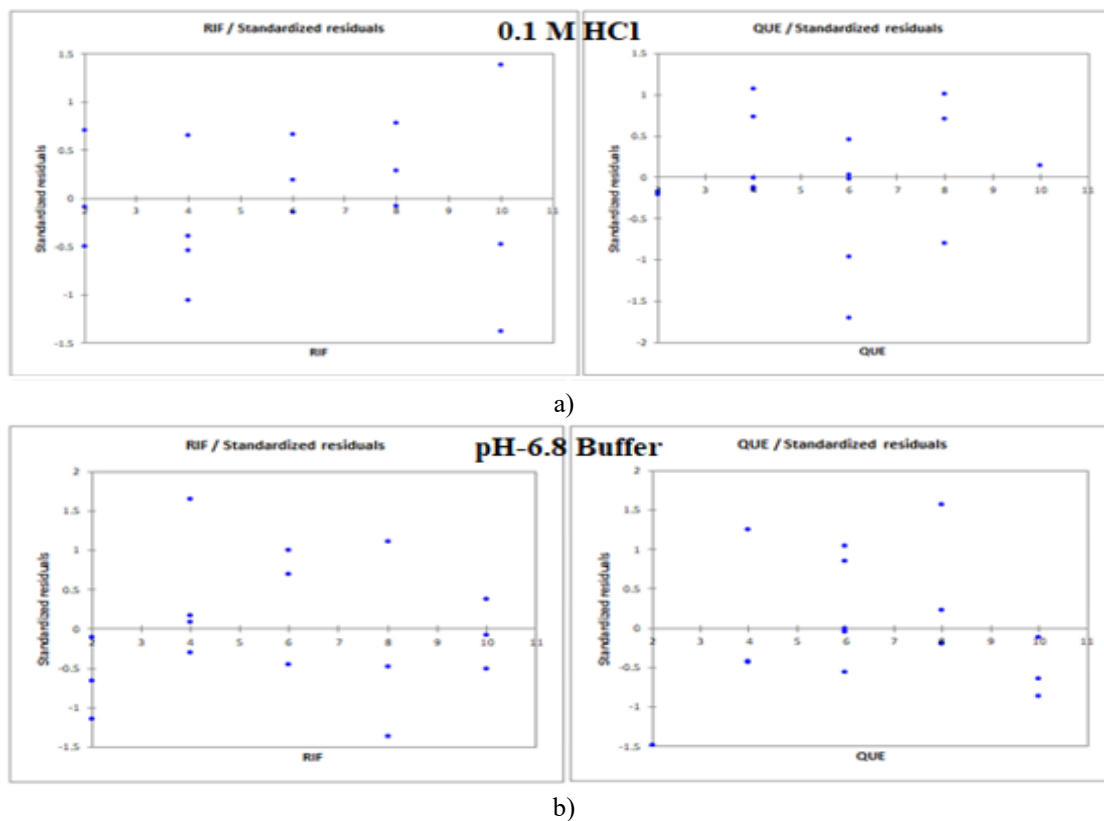 0.1 M HCl
RIF / Standardized residuals
1.5
1
0.5
0
-0.5
-1
-1.5
2 3 4 5 6 7 8 9 10 11
Standardized residuals
RIF
QUE / Standardized residuals
1.5
1
0.5
0
-0.5
-1
-1.5
-2
3 5 6 7 8 9 10 11
Standardized residuals
QUE
a)
pH-6.8 Buffer
RIF / Standardized residuals
2
1.5
1
0.5
0
-0.5
-1
-1.5
2 3 4 5 6 7 8 9 10 11
Standardized residuals
RIF
QUE / Standardized residuals
2
1.5
1
0.5
0
-0.5
-1
-1.5
2 3 4 5 6 7 8 9 10 11
Standardized residuals
QUE
b)